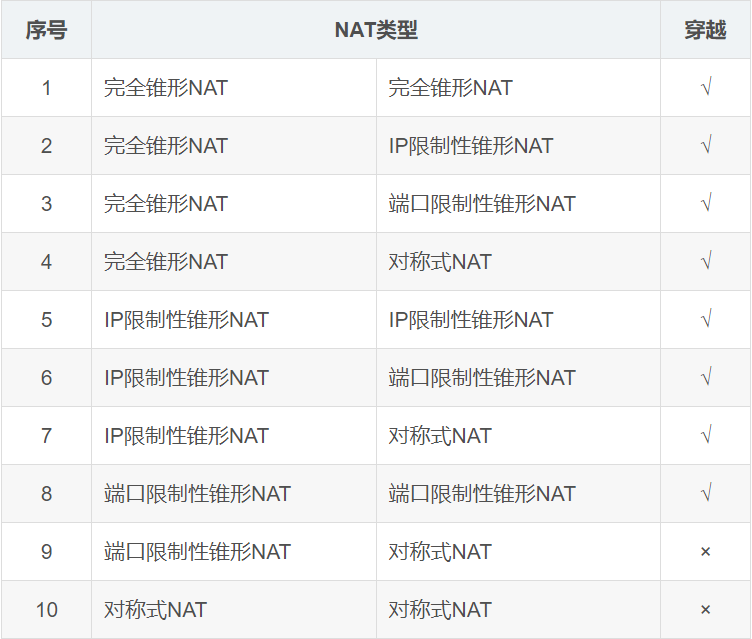 序号 NAT类型 穿越
1 完全锥形NAT 完全锥形NAT √
2 完全锥形NAT IP限制性锥形NAT √
3 完全锥形NAT 端口限制性锥形NAT √
4 完全锥形NAT 对称式NAT √
5 IP限制性锥形NAT IP限制性锥形NAT √
6 IP限制性锥形NAT 端口限制性锥形NAT √
7 IP限制性锥形NAT 对称式NAT √
8 端口限制性锥形NAT 端口限制性锥形NAT √
9 端口限制性锥形NAT 对称式NAT ×
10 对称式NAT 对称式NAT ×